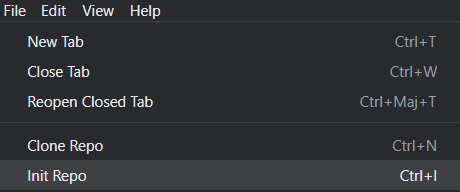 File Edit View Help
New Tab Ctrl+T
Close Tab Ctrl+W
Reopen Closed Tab Ctrl+Maj+T
Clone Repo Ctrl+N
Init Repo Ctrl+I